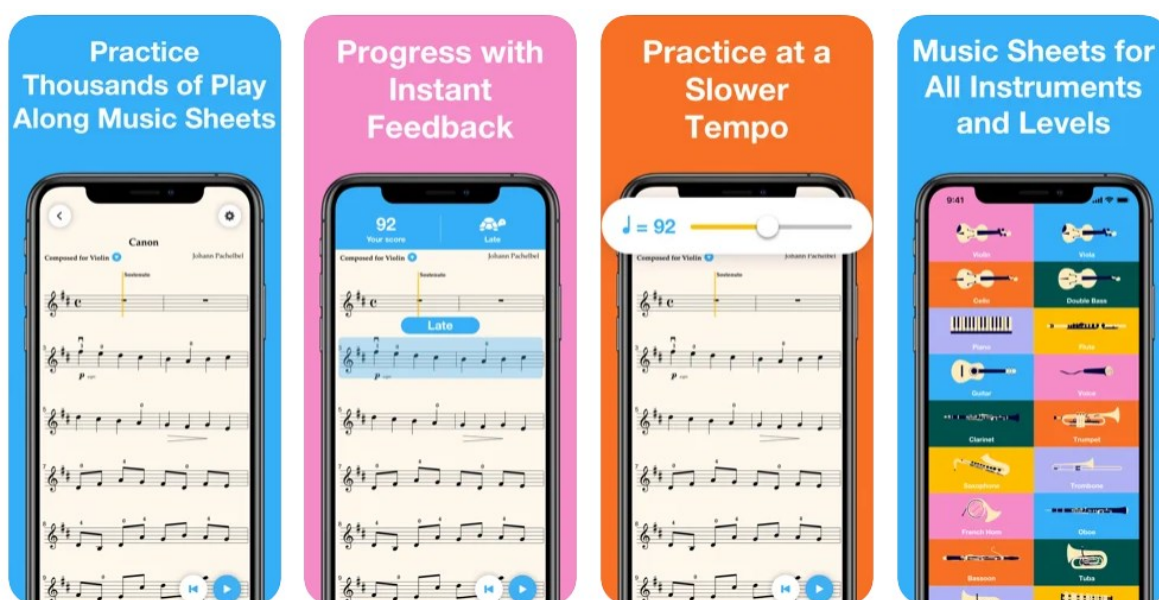 Practice
Thousands of Play
Along Music Sheets
Canon
Composed for Violin
Johann Pachelbel
Sostenuto
p
Progress with
Instant
Feedback
92
Your score
Late
Composed for Violin
Johann Pachelbel
Sostenuto
Late
p
Practice at a
Slower
Tempo
= 92
Composed for Violin
Johann Pachelbel
Sostenuto
p
Music Sheets for
All Instruments
and Levels
9:41
Violin
Viola
Cello
Double Bass
Piano
Flute
Guitar
Voice
Clarinet
Trumpet
Saxophone
Trombone
French Horn
Oboe
Bassoon
Tuba